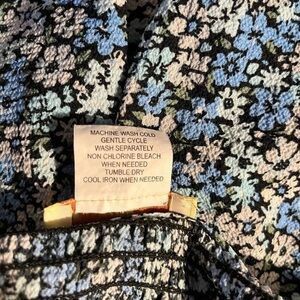 MACHINE WASH COLD
GENTLE CYCLE
WASH SEPARATELY
NON CHLORINE BLEACH
WHEN NEEDED
TUMBLE DRY
COOL IRON WHEN NEEDED